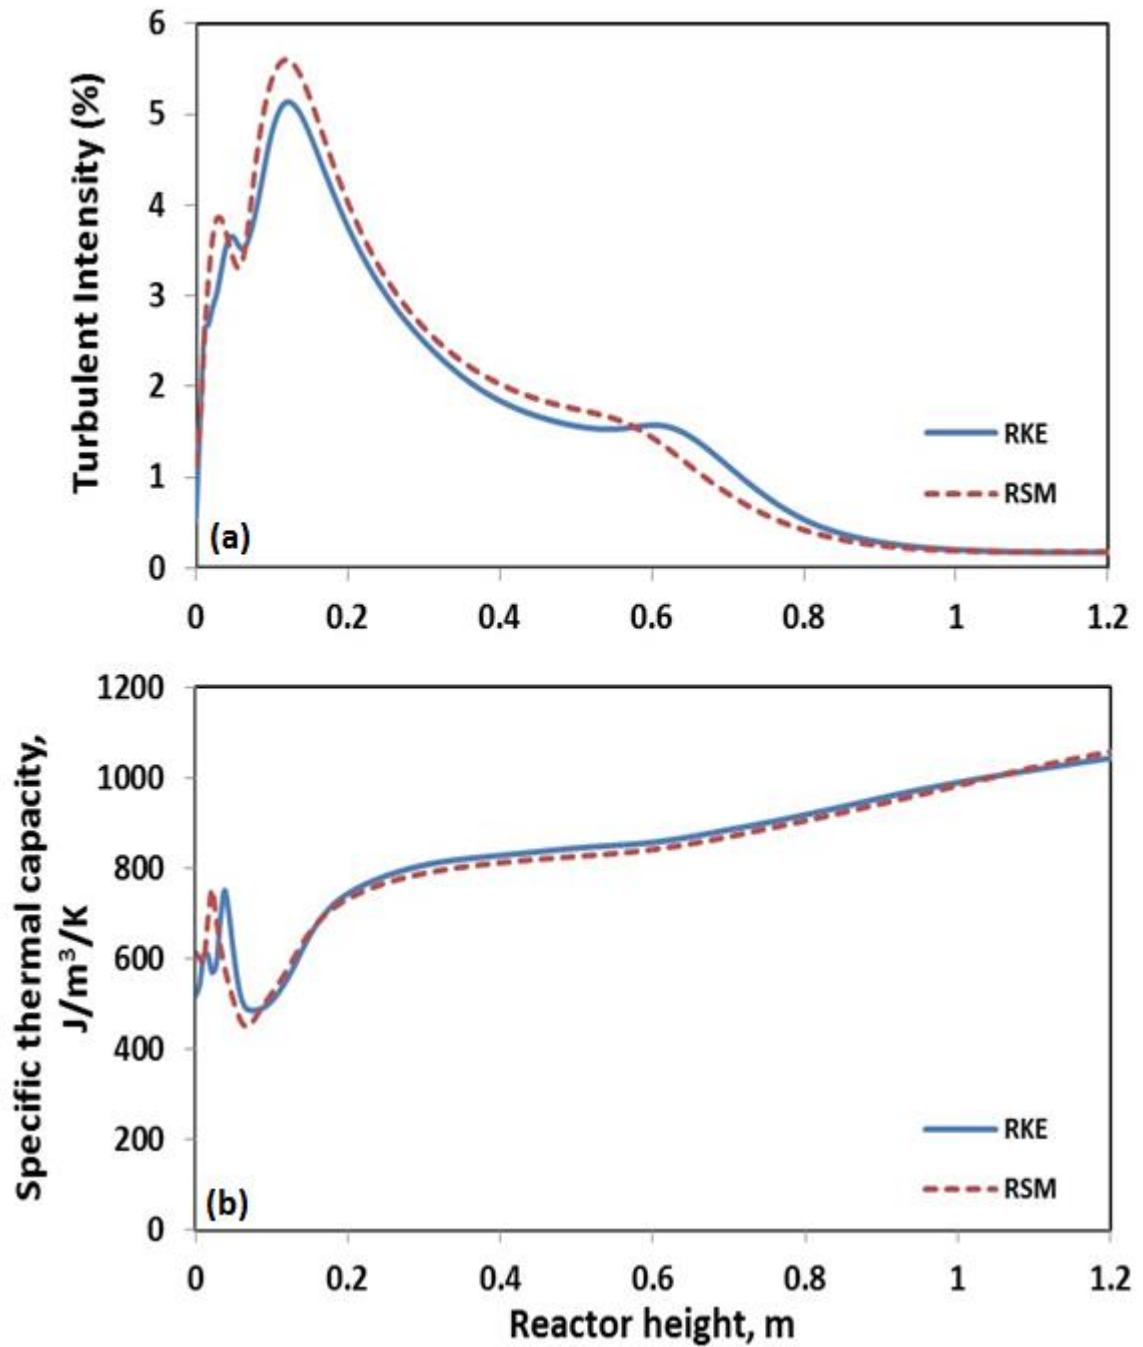 Turbulent Intensity (%)
6
5
4
3
2
1
0
(a)
RKE
RSM
0 0.2 0.4 0.6 0.8 1 1.2
Specific thermal capacity,
J/m³/K
1200
1000
800
600
400
200
0
(b)
RKE
RSM
0 0.2 0.4 0.6 0.8 1 1.2
Reactor height, m